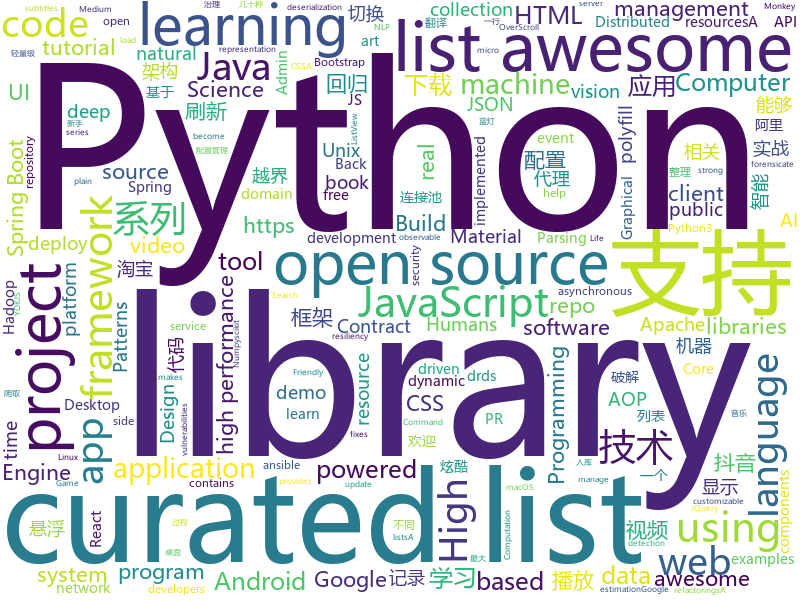 Python
library
curated list
支持
list awesome
open source
learning
project
framework
JavaScript
code
tutorial
natural
架构
基于
UI
deep
Science
刷新
Java
collection
art
切换
Admin
Bootstrap
回归
JS
HTML
Distributed
翻译
open
resourcesA
API
management
下载
machine
应用
Computer
vision
能够
JSON
polyfill
阿里
event
相关
实战
Unix
配置
代理
client
智能
整理
Back
real
book
连接池
free
implemented
Graphical
public
strong
plain
Python3
AI
Life
Build
Parsing
help
Spring Boot
source
Spring
越界
domain
https
系列
deploy
video
tool
development
observable
Material
security
asynchronous
platform
淘宝
框架
Contract
repo
Humans
software
Apache
libraries
Hadoop
Patterns
代码
high performance
service
demo
resource
driven
dynamic
drds
Programming
机器
Core
破解
AOP
列表
language
components
Desktop
time
app
side
Design
learn
CSS
PR
Command
欢迎
技术
音乐
Engine
application
contains
ansible
powered
炫酷
High
显示
一个
抖音
React
悬浮
using
视频
web
customizable
JQuery
examples
system
program
network
developers
Android
Google
记录
学习
based
播放
data
awesome
不同
update
macOS
manage
入库
detection
estimationGoogle
refactoringsA
最大
过程
桌面
Linux
Game
makes
provides
listsA
Computation
Friendly
fixes
vulnerabilities
Search
resiliency
Numpyscikit
爬取
YDKJS
配置管理
新手
series
repository
轻量级
Medium
subtitles
load
治理
几十种
deserialization
representation
NLP
CSSA
micro
OverScroll
server
一行
Monkey
ListView
蓝灯
become
forensicate